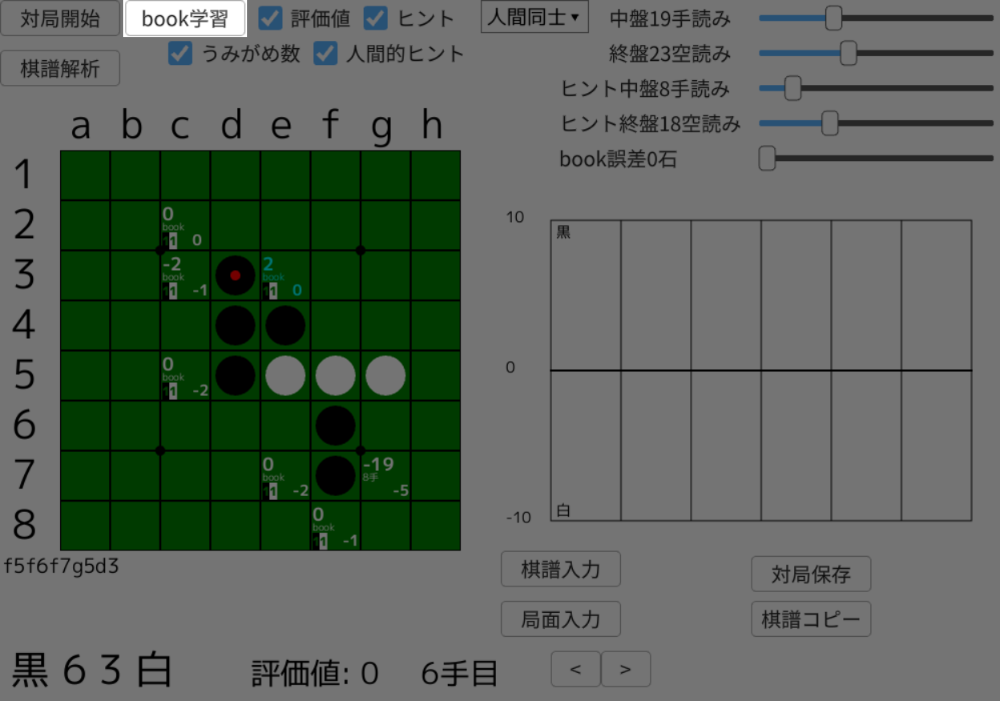 対局開始
book学習
評価値
ヒント
人間同士▼
中盤19手読み
棋譜解析
うみがめ数
人間的ヒント
終盤23空読み
ヒント中盤8手読み
ヒント終盤18空読み
book誤差0石
a b c d e f g h
1
2
0
book
11 0
3
-2
book
11 -1
2
book
11 0
4
5
0
book
11 -2
6
7
0
book
11 -2
-19
8手
-5
8
0
book
11 -1
f5f6f7g5d3
10
黒
0
白
-10
棋譜入力
対局保存
局面入力
棋譜コピー
黒 6 3 白
評価値: 0
6手目
<
>